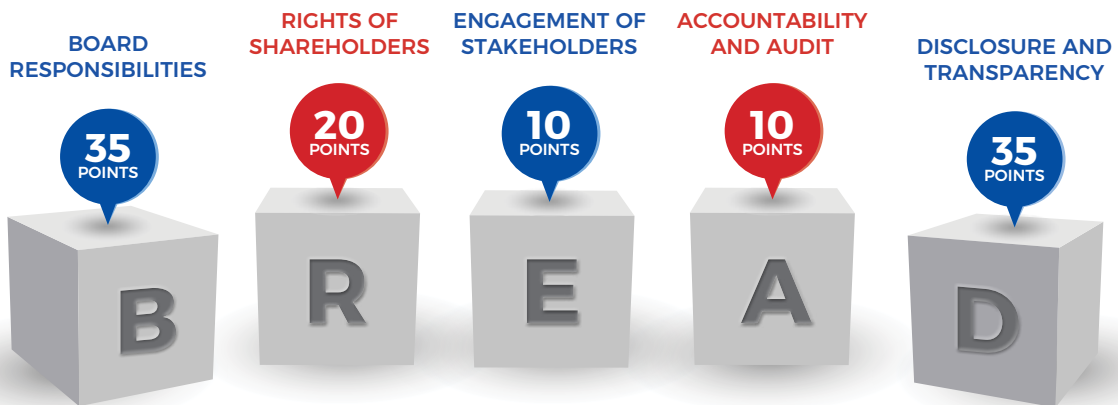 BOARD
RESPONSIBILITIES
35
POINTS
B
RIGHTS OF
SHAREHOLDERS
20
POINTS
R
ENGAGEMENT OF
STAKEHOLDERS
10
POINTS
E
ACCOUNTABILITY
AND AUDIT
10
POINTS
A
DISCLOSURE AND
TRANSPARENCY
35
POINTS
D